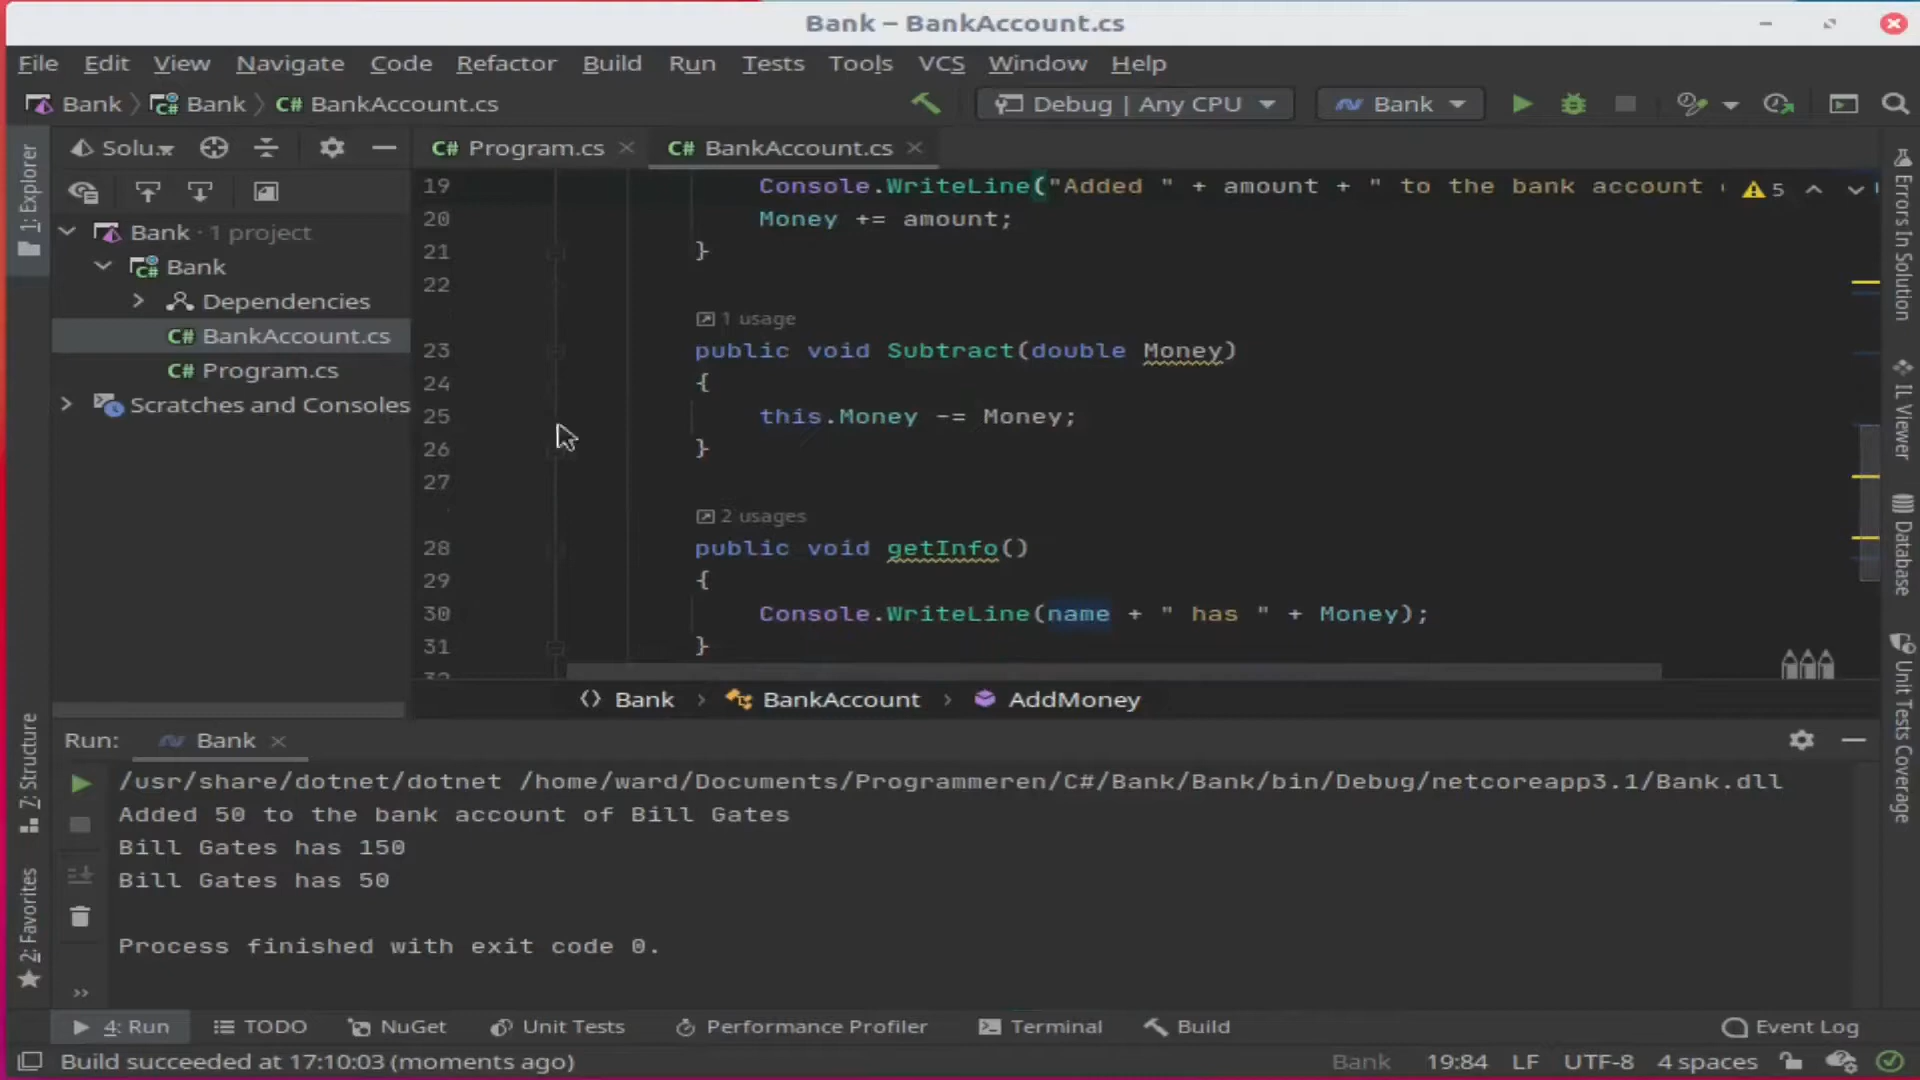 Bank – BankAccount.cs
File Edit View Navigate Code Refactor Build Run Tests Tools VCS Window Help
Bank Bank C# BankAccount.cs Debug | Any CPU Bank
Solu... C# Program.cs C# BankAccount.cs
1: Explorer
Bank · 1 project
Bank
Dependencies
C# BankAccount.cs
C# Program.cs
Scratches and Consoles
19 Console.WriteLine("Added " + amount + " to the bank account 5
20 Money += amount;
21 }
22
1 usage
23 public void Subtract(double Money)
24 {
25 this.Money -= Money;
26 }
27
2 usages
28 public void getInfo()
29 {
30 Console.WriteLine(name + " has " + Money);
31 }
Bank BankAccount AddMoney
Errors In Solution
IL Viewer
Database
Unit Tests Coverage
7: Structure
2: Favorites
Run: Bank
/usr/share/dotnet/dotnet /home/ward/Documents/Programmeren/C#/Bank/Bank/bin/Debug/netcoreapp3.1/Bank.dll
Added 50 to the bank account of Bill Gates
Bill Gates has 150
Bill Gates has 50
Process finished with exit code 0.
4: Run TODO NuGet Unit Tests Performance Profiler Terminal Build Event Log
Build succeeded at 17:10:03 (moments ago) Bank 19:84 LF UTF-8 4 spaces